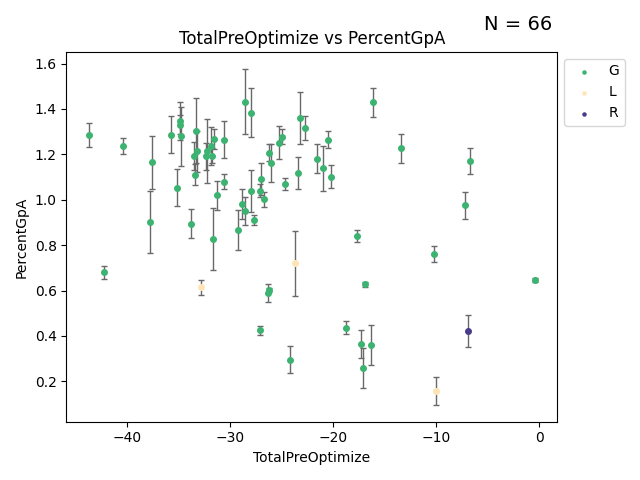 N = 66
TotalPreOptimize vs PercentGpA
G
L
R
PercentGpA
1.6
1.4
1.2
1.0
0.8
0.6
0.4
0.2
−40 −30 −20 −10 0
TotalPreOptimize